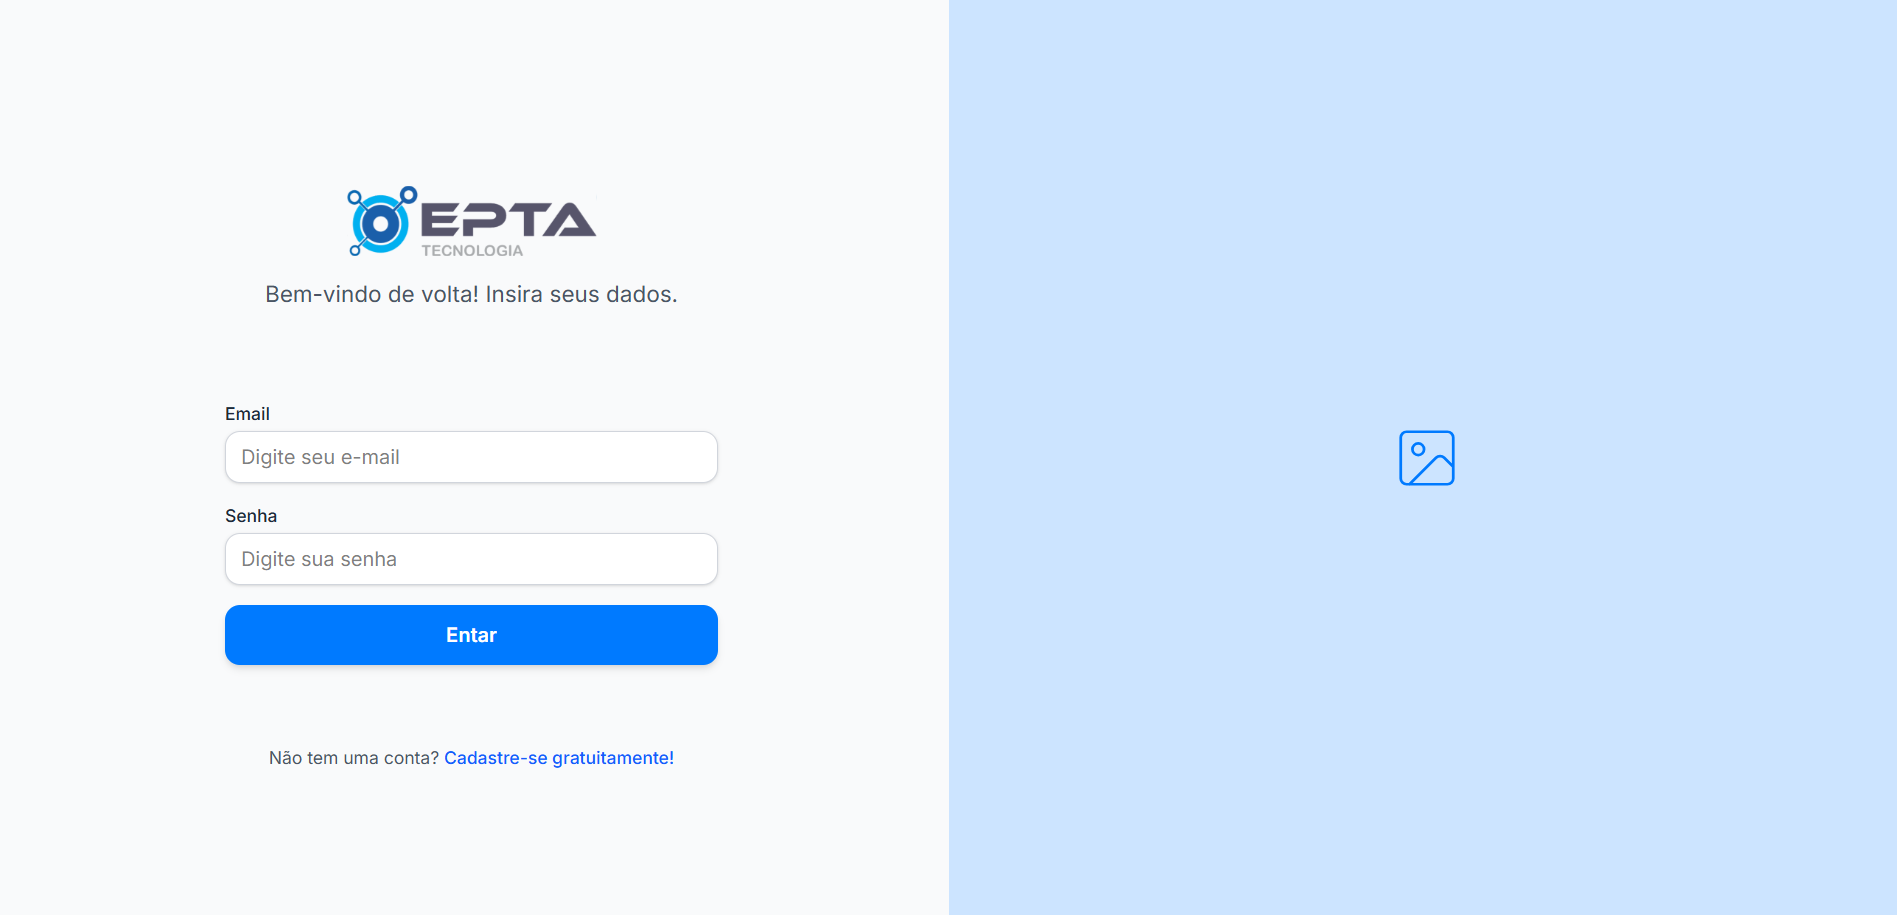 EPTA
TECNOLOGIA
Bem-vindo de volta! Insira seus dados.
Email
Digite seu e-mail
Senha
Digite sua senha
Entar
Não tem uma conta? Cadastre-se gratuitamente!